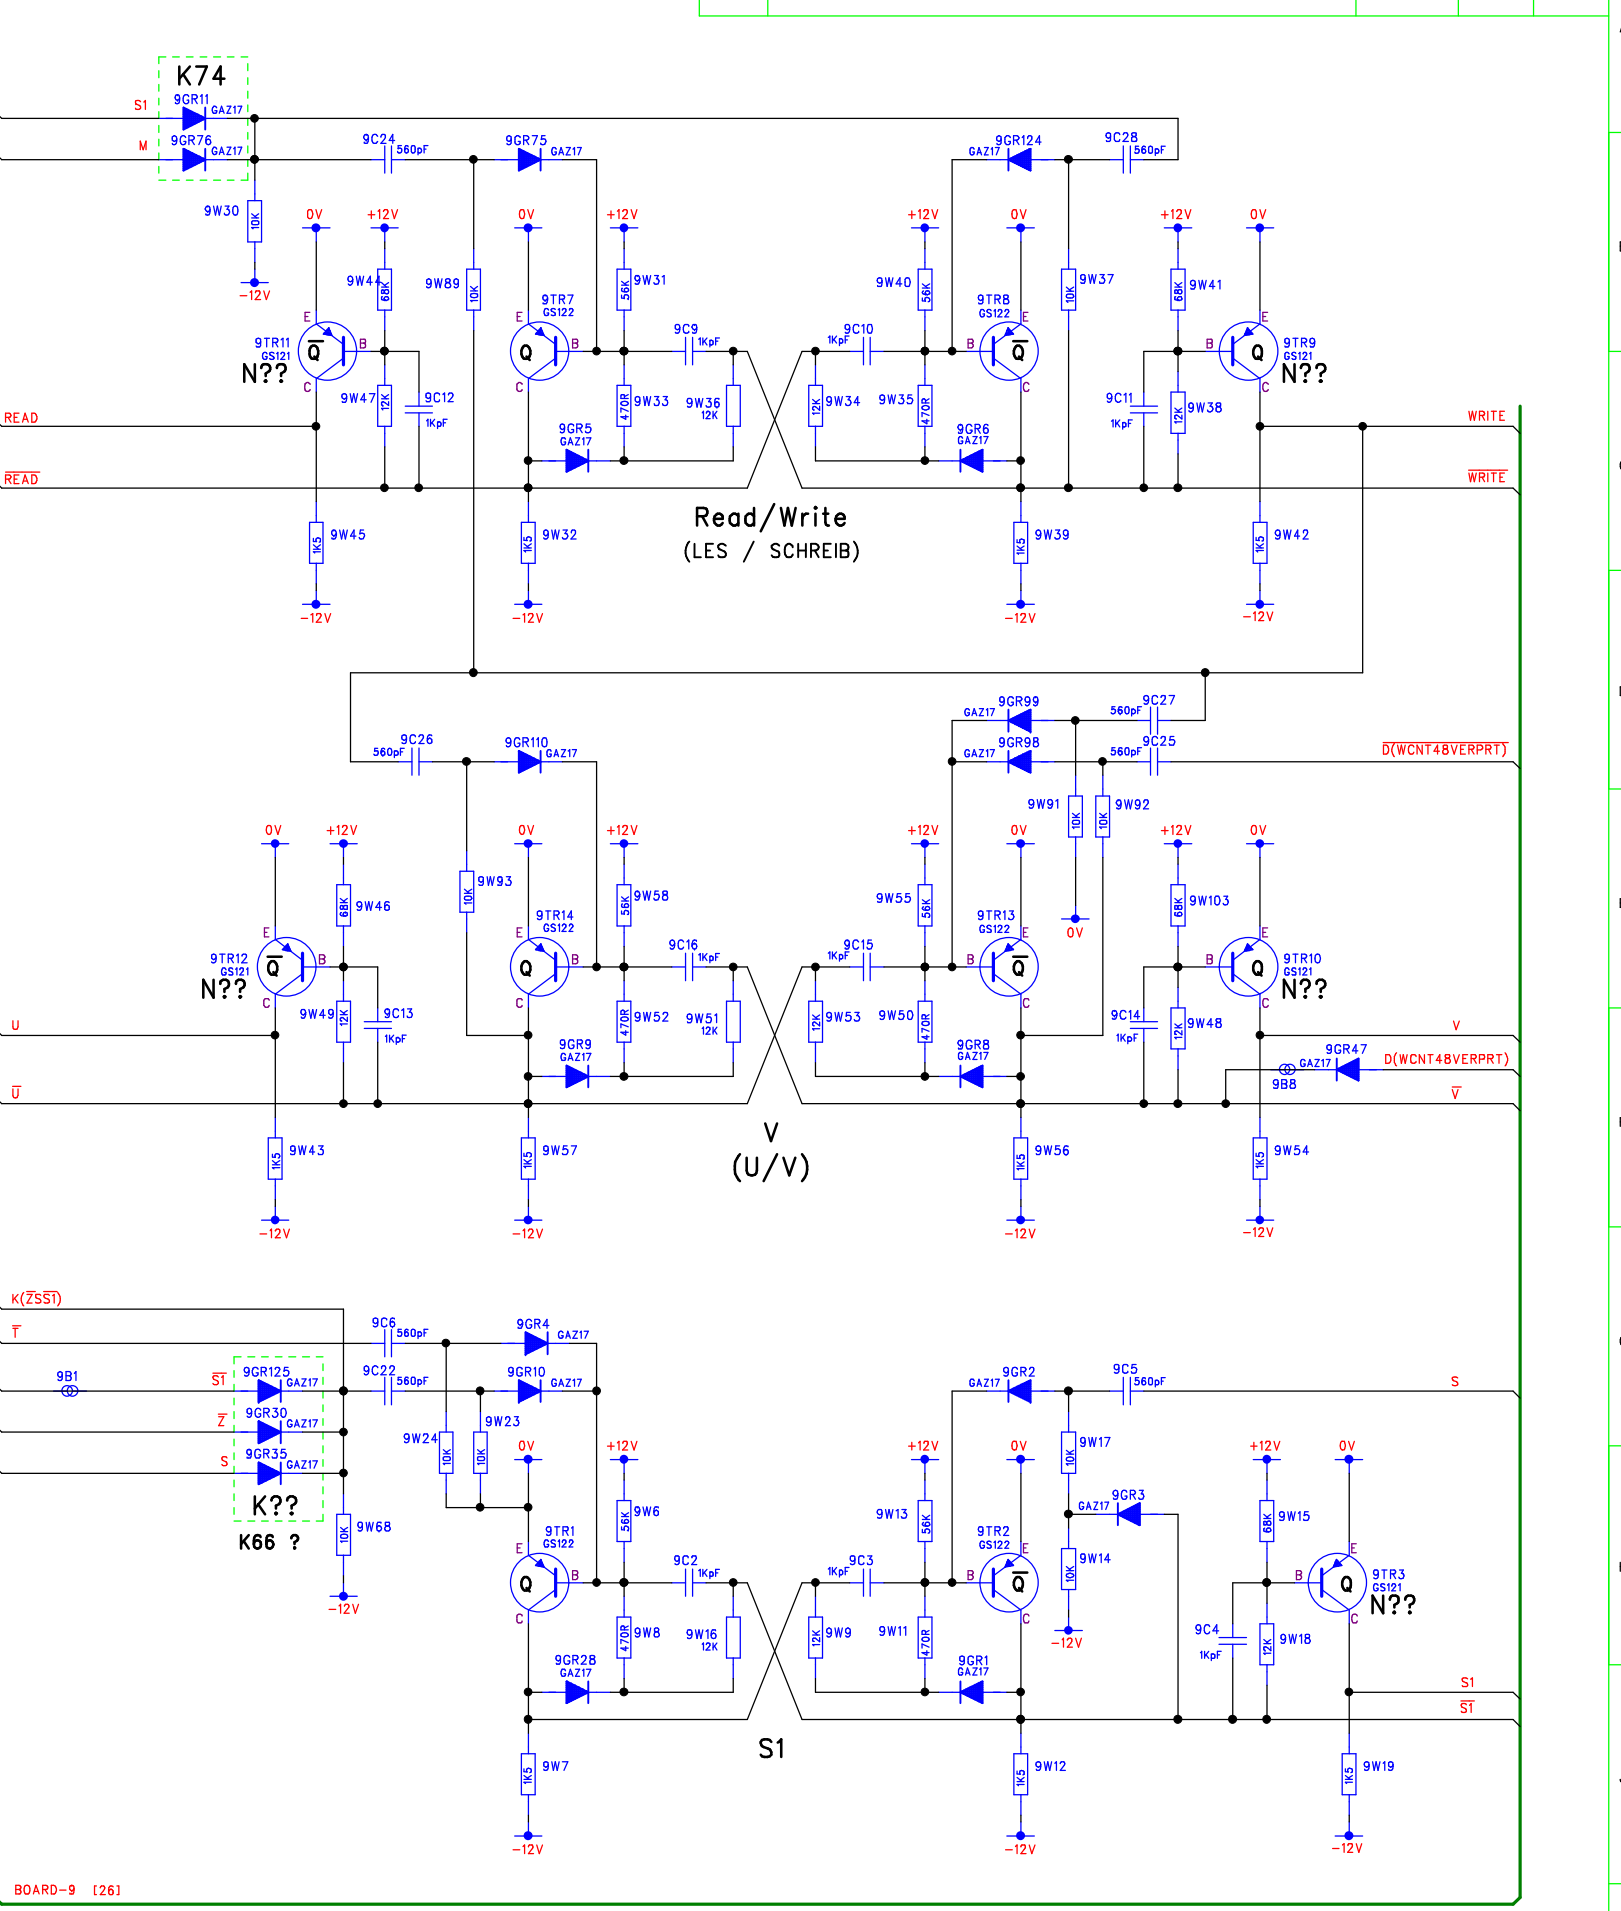 K74
S1
9GR11
GAZ17
M
9GR76
GAZ17
9C24
560pF
9GR75
GAZ17
9GR124
GAZ17
9C28
560pF
9W30
10K
-12V
0V
+12V
0V
+12V
+12V
0V
+12V
0V
9W44
68K
9W89
10K
9W31
56K
9W40
56K
9W37
10K
9W41
68K
9TR11
GS121
N??
E
B
C
Q̅
9TR7
GS122
E
B
C
Q
9C9
1KpF
9C10
1KpF
9TR8
GS122
E
B
C
Q̅
9TR9
GS121
N??
E
B
C
Q
9W47
12K
9C12
1KpF
9W33
470R
9W36
12K
9W34
12K
9W35
470R
9C11
1KpF
9W38
12K
9GR5
GAZ17
9GR6
GAZ17
READ
WRITE
R̅E̅A̅D̅
W̅R̅I̅T̅E̅
Read/Write
(LES / SCHREIB)
9W45
1K5
9W32
1K5
9W39
1K5
9W42
1K5
-12V
-12V
-12V
-12V
9GR99
GAZ17
9C27
560pF
9C26
560pF
9GR110
GAZ17
9GR98
GAZ17
9C25
560pF
D̅(̅W̅C̅N̅T̅4̅8̅V̅E̅R̅P̅R̅T̅)̅
9W91
10K
9W92
10K
0V
0V
+12V
0V
+12V
+12V
0V
+12V
0V
9W46
68K
9W93
10K
9W58
56K
9W55
56K
9W103
68K
9TR12
GS121
N??
E
B
C
Q̅
9TR14
GS122
E
B
C
Q
9C16
1KpF
9C15
1KpF
9TR13
GS122
E
B
C
Q̅
9TR10
GS121
N??
E
B
C
Q
9W49
12K
9C13
1KpF
9W52
470R
9W51
12K
9W53
12K
9W50
470R
9C14
1KpF
9W48
12K
U
V
9GR9
GAZ17
9GR8
GAZ17
9B8
GAZ17
9GR47
D(WCNT48VERPRT)
U̅
V̅
V
(U/V)
9W43
1K5
9W57
1K5
9W56
1K5
9W54
1K5
-12V
-12V
-12V
-12V
K(Z̅SS̅1̅)
T̅
9C6
560pF
9GR4
GAZ17
9B1
S̅1̅
9GR125
GAZ17
9C22
560pF
9GR10
GAZ17
9GR2
GAZ17
9C5
560pF
S
Z̅
9GR30
GAZ17
S
9GR35
GAZ17
K??
K66 ?
9W68
10K
-12V
9W24
10K
9W23
10K
0V
+12V
+12V
0V
9W17
10K
+12V
0V
9W6
56K
9W13
56K
9GR3
GAZ17
9W14
10K
-12V
9W15
68K
9TR1
GS122
E
B
C
Q
9C2
1KpF
9C3
1KpF
9TR2
GS122
E
B
C
Q̅
9TR3
GS121
N??
E
B
C
Q
9W8
470R
9W16
12K
9W9
12K
9W11
470R
9C4
1KpF
9W18
12K
9GR28
GAZ17
9GR1
GAZ17
S1
S̅1̅
S1
9W7
1K5
9W12
1K5
9W19
1K5
-12V
-12V
-12V
BOARD-9 [26]